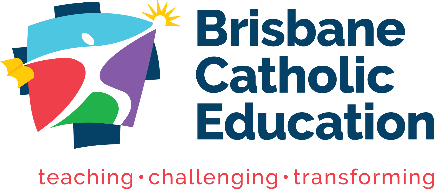 Brisbane
Catholic
Education
teaching · challenging · transforming